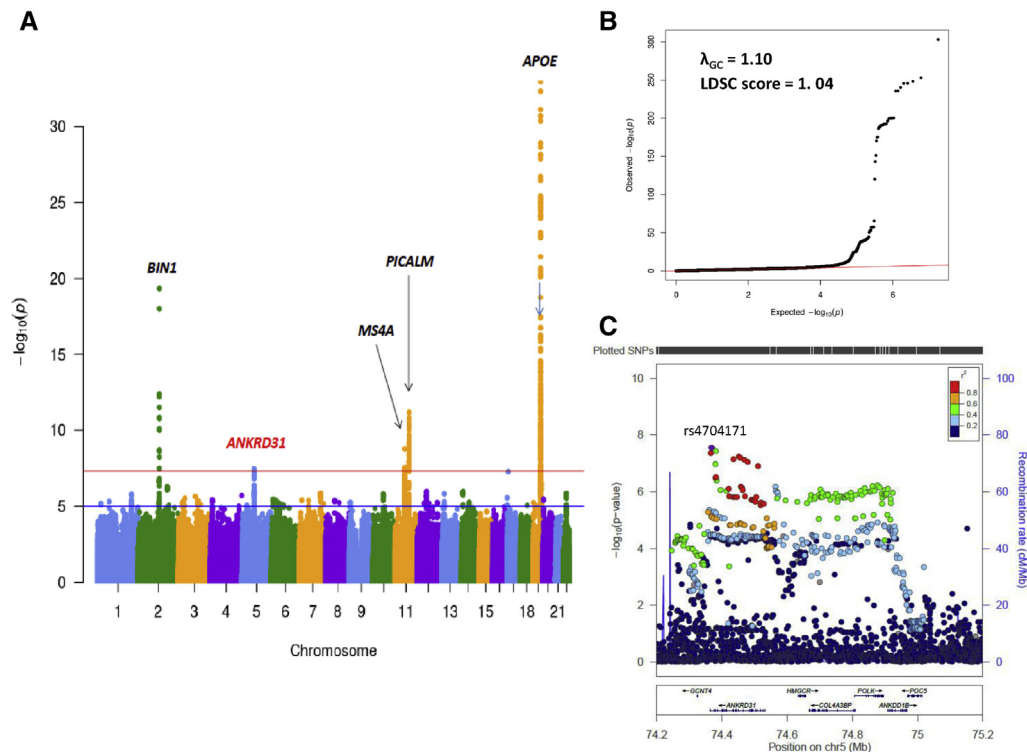 A
APOE
30
25
20
15
10
5
0
−log10(p)
BIN1
PICALM
MS4A
ANKRD31
1 2 3 4 5 6 7 8 9 11 13 15 18 21
Chromosome
B
λGC = 1.10
LDSC score = 1. 04
300
250
200
150
100
50
0
Observed −log10(p)
0 2 4 6
Expected −log10(p)
C
Plotted SNPs
10
8
6
4
2
0
−log10(p−value)
rs4704171
r²
0.8
0.6
0.4
0.2
100
80
60
40
20
0
Recombination rate (cM/Mb)
GCNT4
HMGCR
POLK
POC5
ANKRD31
COL4A3BP
ANKDD1B
74.2 74.4 74.6 74.8 75 75.2
Position on chr5 (Mb)